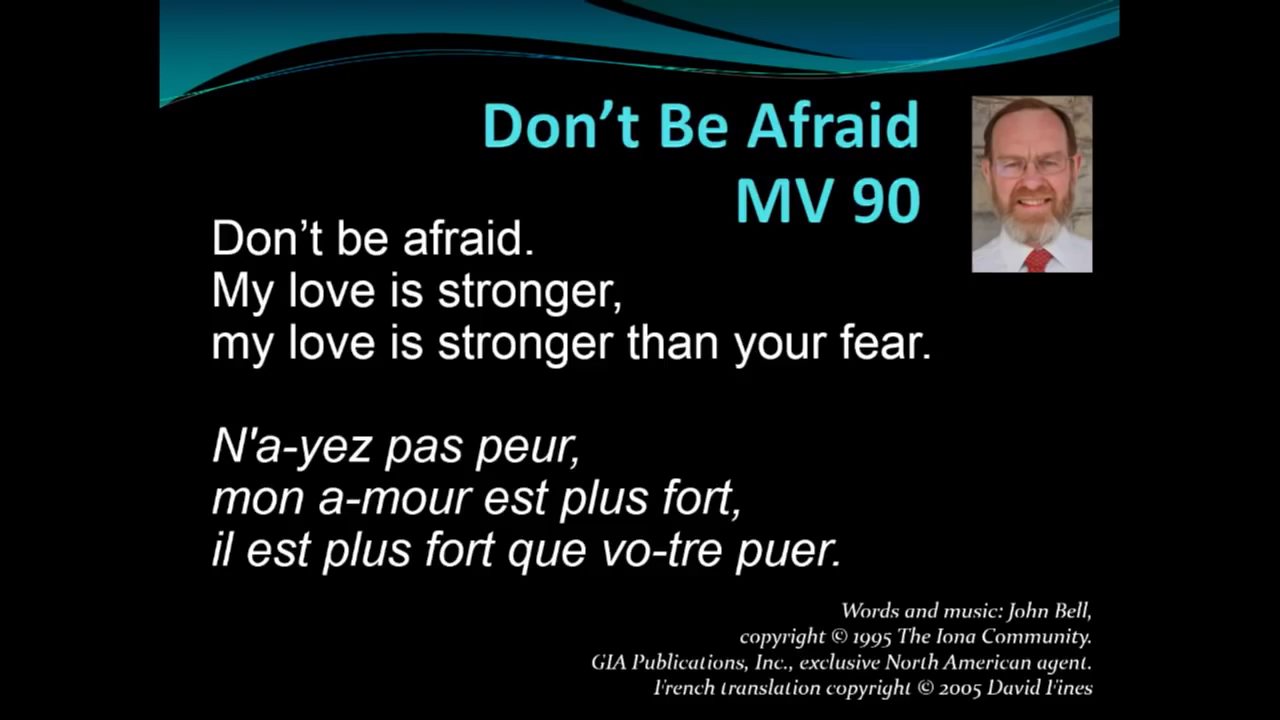 Don’t Be Afraid
MV 90
Don’t be afraid.
My love is stronger,
my love is stronger than your fear.
N'a-yez pas peur,
mon a-mour est plus fort,
il est plus fort que vo-tre puer.
Words and music: John Bell,
copyright © 1995 The Iona Community.
GIA Publications, Inc., exclusive North American agent.
French translation copyright © 2005 David Fines